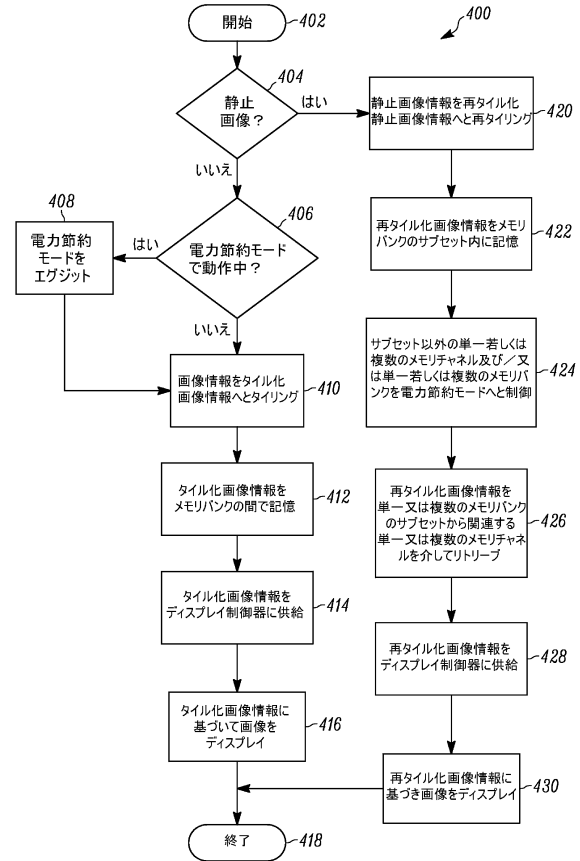 開始
402
400
404
静止
画像？
はい
静止画像情報を再タイル化
静止画像情報へと再タイリング
420
いいえ
408
電力節約
モードを
エグジット
はい
406
電力節約モード
で動作中？
再タイル化画像情報をメモリ
バンクのサブセット内に記憶
422
いいえ
画像情報をタイル化
画像情報へとタイリング
410
サブセット以外の単一若しくは
複数のメモリチャネル及び／又
は単一若しくは複数のメモリバ
ンクを電力節約モードへと制御
424
タイル化画像情報を
メモリバンクの間で記憶
412
再タイル化画像情報を
単一又は複数のメモリバンク
のサブセットから関連する
単一又は複数のメモリチャ
ネルを介してリトリーブ
426
タイル化画像情報を
ディスプレイ制御器に供給
414
再タイル化画像情報を
ディスプレイ制御器に供給
428
タイル化画像情報に
基づいて画像を
ディスプレイ
416
再タイル化画像情報に
基づき画像をディスプレイ
430
終了
418